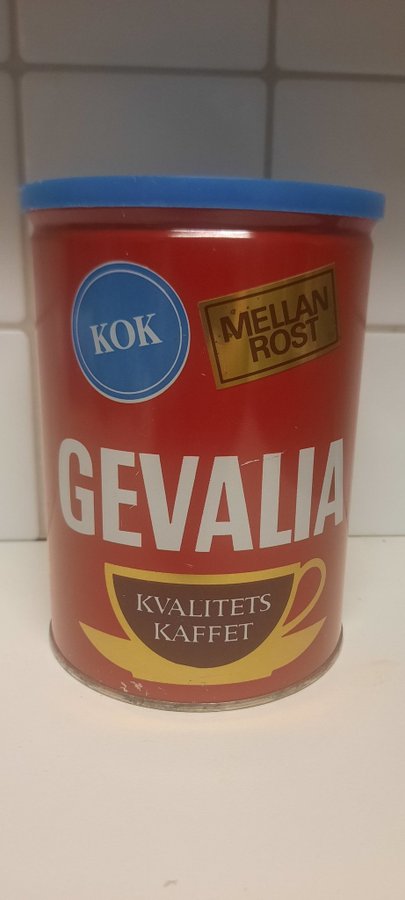 KOK
MELLAN
ROST
GEVALIA
KVALITETS
KAFFET